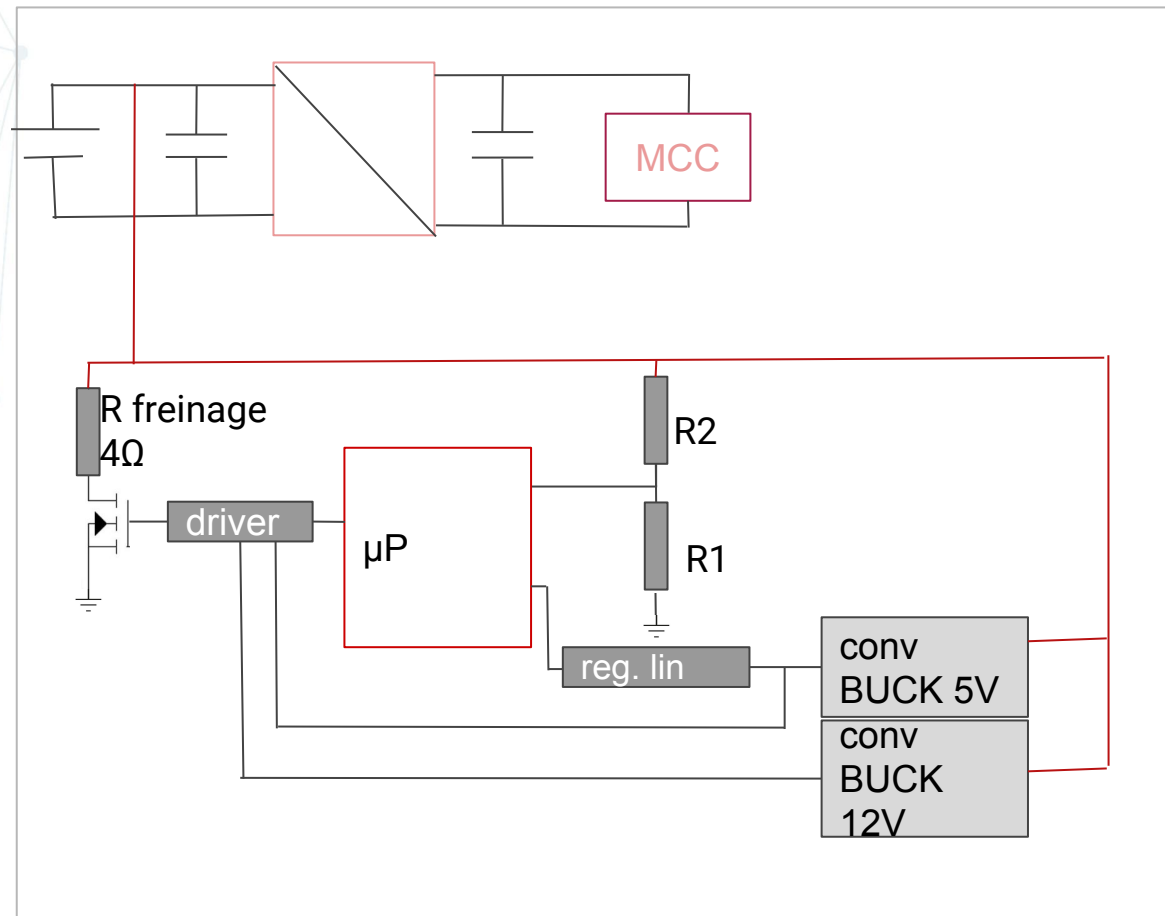 MCC
R freinage
4Ω
R2
driver
µP
R1
reg. lin
conv
BUCK 5V
conv
BUCK
12V